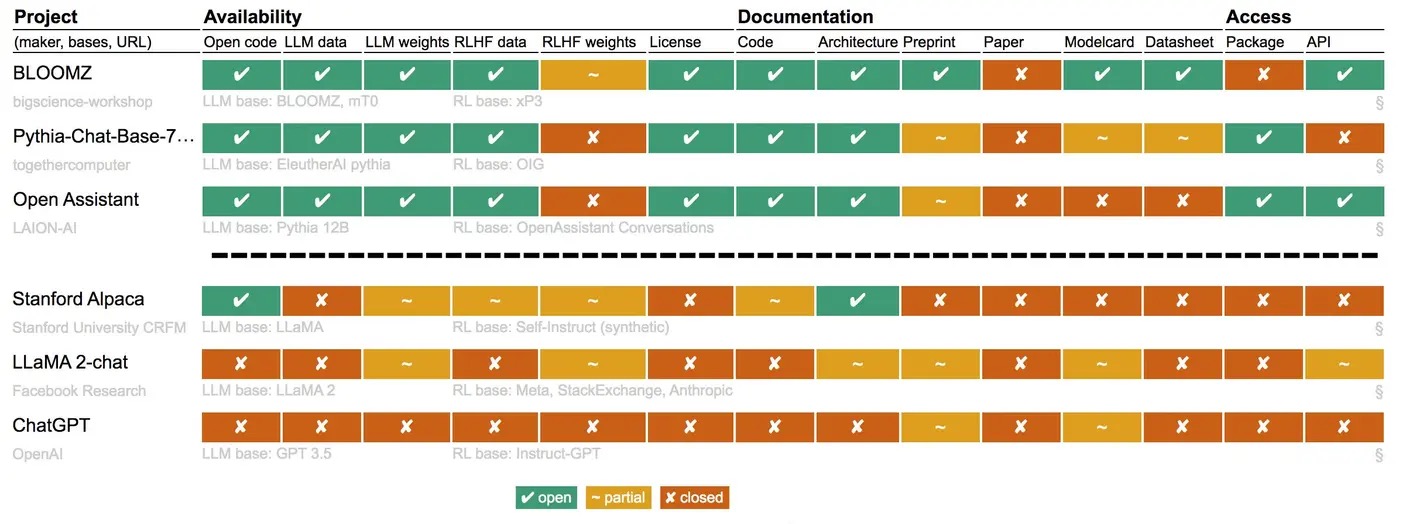 Project Availability Documentation Access
(maker, bases, URL) Open code LLM data LLM weights RLHF data RLHF weights License Code Architecture Preprint Paper Modelcard Datasheet Package API
BLOOMZ ✔ ✔ ✔ ✔ ~ ✔ ✔ ✔ ✔ ✘ ✔ ✔ ✘ ✔
bigscience-workshop LLM base: BLOOMZ, mT0 RL base: xP3 §
Pythia-Chat-Base-7… ✔ ✔ ✔ ✔ ✘ ✔ ✔ ✔ ~ ✘ ~ ~ ✔ ✘
togethercomputer LLM base: EleutherAI pythia RL base: OIG §
Open Assistant ✔ ✔ ✔ ✔ ✘ ✔ ✔ ✔ ~ ✘ ✘ ✘ ✔ ✔
LAION-AI LLM base: Pythia 12B RL base: OpenAssistant Conversations §
Stanford Alpaca ✔ ✘ ~ ~ ~ ✘ ~ ✔ ✘ ✘ ✘ ✘ ✘ ✘
Stanford University CRFM LLM base: LLaMA RL base: Self-Instruct (synthetic) §
LLaMA 2-chat ✘ ✘ ~ ✘ ~ ✘ ✘ ~ ~ ✘ ~ ✘ ✘ ~
Facebook Research LLM base: LLaMA 2 RL base: Meta, StackExchange, Anthropic §
ChatGPT ✘ ✘ ✘ ✘ ✘ ✘ ✘ ✘ ~ ✘ ~ ✘ ✘ ✘
OpenAI LLM base: GPT 3.5 RL base: Instruct-GPT §
✔ open ~ partial ✘ closed